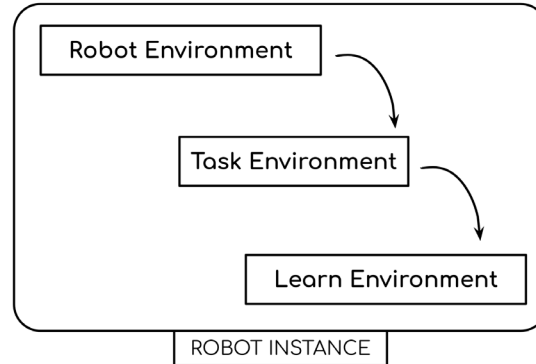 Robot Environment
Task Environment
Learn Environment
ROBOT INSTANCE